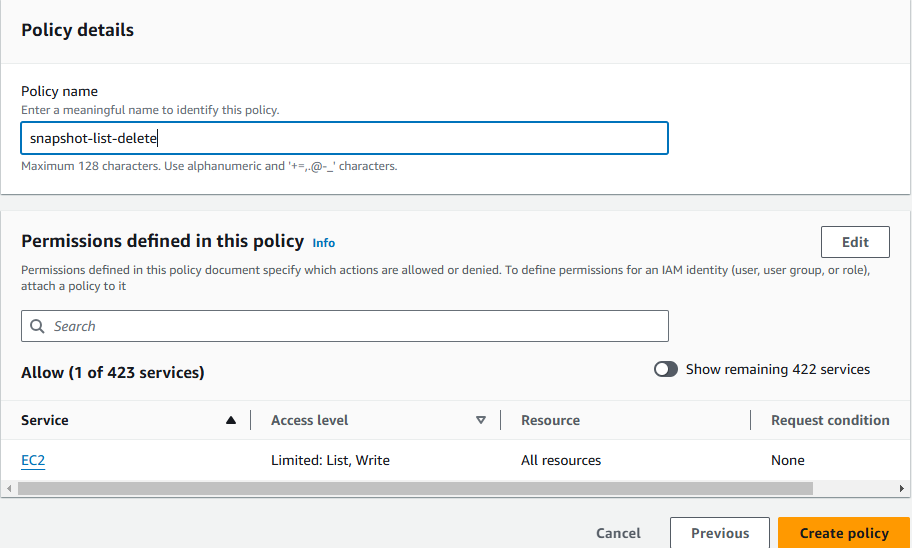 Policy details
Policy name
Enter a meaningful name to identify this policy.
snapshot-list-delete
Maximum 128 characters. Use alphanumeric and '+=,.@-_' characters.
Permissions defined in this policy Info
Edit
Permissions defined in this policy document specify which actions are allowed or denied. To define permissions for an IAM identity (user, user group, or role),
attach a policy to it
Search
Allow (1 of 423 services)
Show remaining 422 services
Service Access level Resource Request condition
EC2 Limited: List, Write All resources None
Cancel Previous Create policy